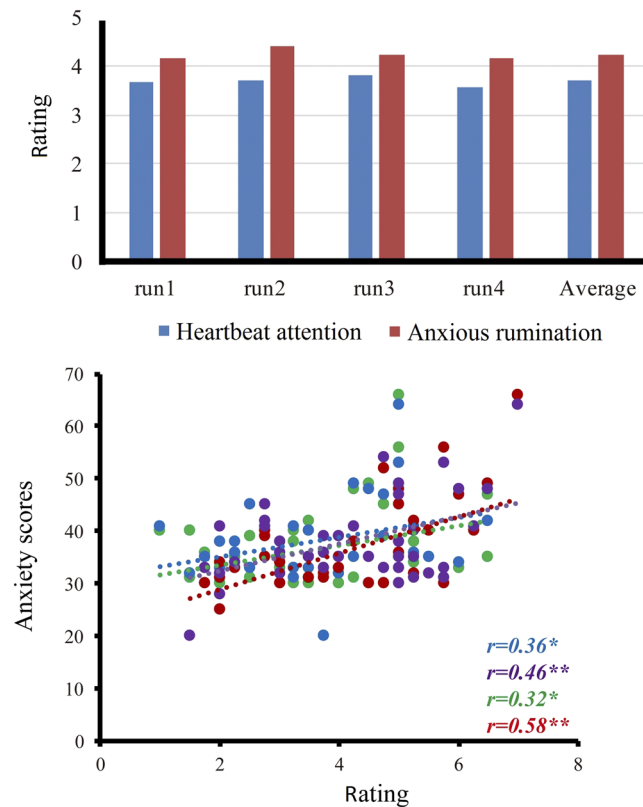 5
4
3
2
1
0
Rating
run1 run2 run3 run4 Average
Heartbeat attention Anxious rumination
70
60
50
40
30
20
10
0
Anxiety scores
r=0.36*
r=0.46**
r=0.32*
r=0.58**
0 2 4 6 8
Rating